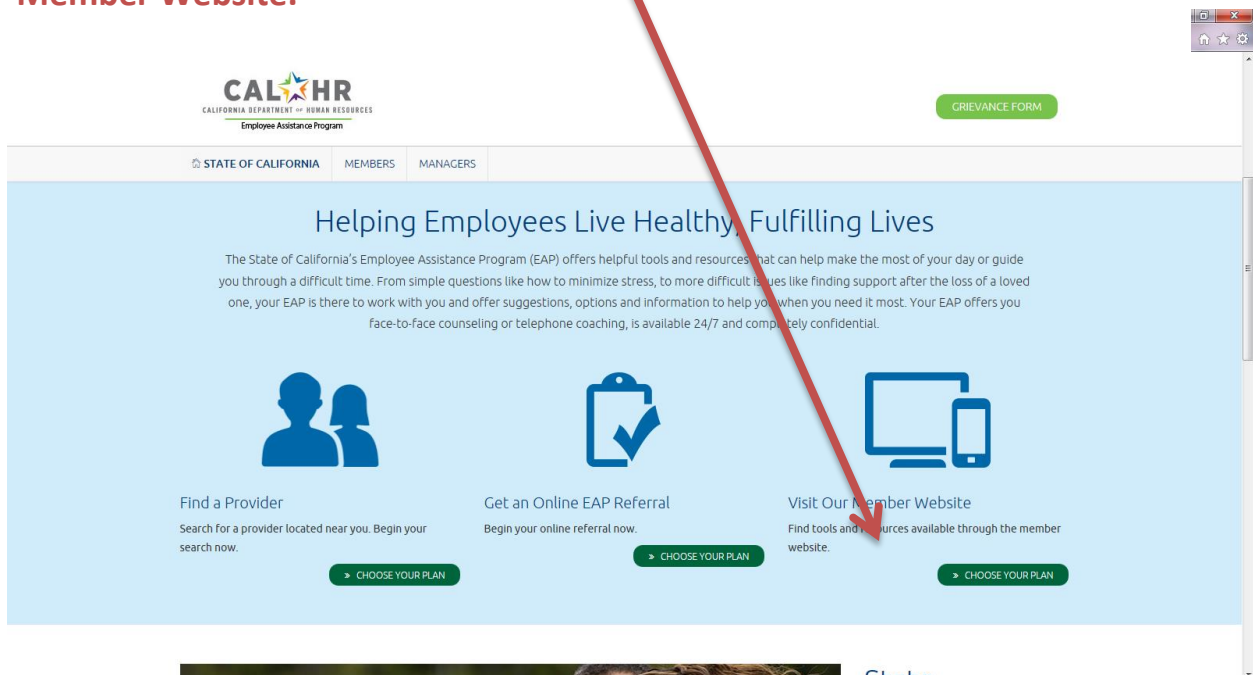 Member Website.
CALHR
CALIFORNIA DEPARTMENT OF HUMAN RESOURCES
Employee Assistance Program
GRIEVANCE FORM
STATE OF CALIFORNIA MEMBERS MANAGERS
Helping Employees Live Healthy, Fulfilling Lives
The State of California's Employee Assistance Program (EAP) offers helpful tools and resources that can help make the most of your day or guide
you through a difficult time. From simple questions like how to minimize stress, to more difficult issues like finding support after the loss of a loved
one, your EAP is there to work with you and offer suggestions, options and information to help you when you need it most. Your EAP offers you
face-to-face counseling or telephone coaching, is available 24/7 and completely confidential.
Find a Provider
Search for a provider located near you. Begin your
search now.
» CHOOSE YOUR PLAN
Get an Online EAP Referral
Begin your online referral now.
» CHOOSE YOUR PLAN
Visit Our Member Website
Find tools and resources available through the member
website.
» CHOOSE YOUR PLAN